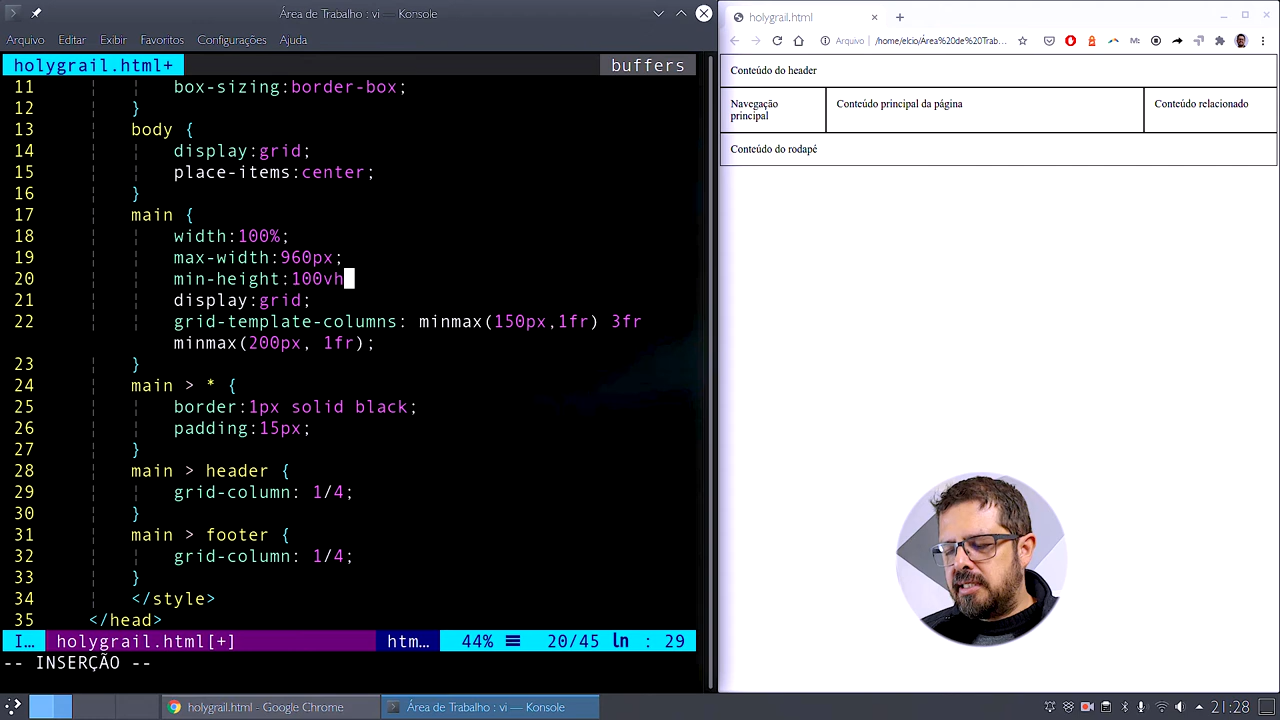 Área de Trabalho : vi — Konsole
Arquivo Editar Exibir Favoritos Configurações Ajuda
holygrail.html+ buffers
11 box-sizing:border-box;
12 }
13 body {
14 display:grid;
15 place-items:center;
16 }
17 main {
18 width:100%;
19 max-width:960px;
20 min-height:100vh
21 display:grid;
22 grid-template-columns: minmax(150px,1fr) 3fr
minmax(200px, 1fr);
23 }
24 main > * {
25 border:1px solid black;
26 padding:15px;
27 }
28 main > header {
29 grid-column: 1/4;
30 }
31 main > footer {
32 grid-column: 1/4;
33 }
34 </style>
35 </head>
I… holygrail.html[+] htm… 44% 20/45 ln : 29
-- INSERÇÃO --
holygrail.html
Arquivo /home/elcio/Área%20de%20Trab…
Conteúdo do header
Navegação
principal
Conteúdo principal da página
Conteúdo relacionado
Conteúdo do rodapé
holygrail.html - Google Chrome
Área de Trabalho : vi — Konsole
21:28